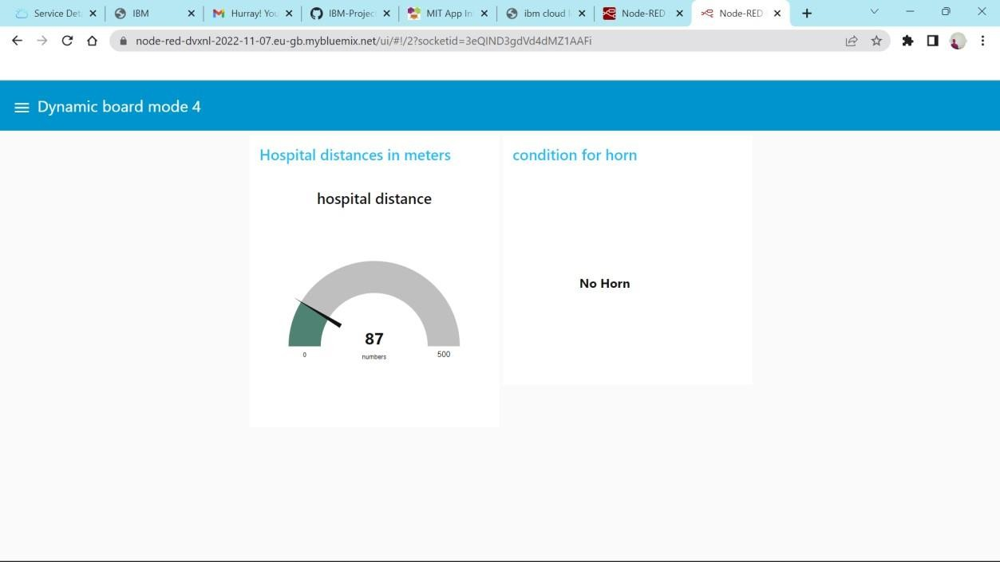 Service Det
IBM
Hurray! You
IBM-Projec
MIT App In
ibm cloud
Node-RED
Node-RED
node-red-dvxnl-2022-11-07.eu-gb.mybluemix.net/ui/#!/2?socketid=3eQIND3gdVd4dMZ1AAFi
Dynamic board mode 4
Hospital distances in meters
condition for horn
hospital distance
No Horn
87
0
numbers
500